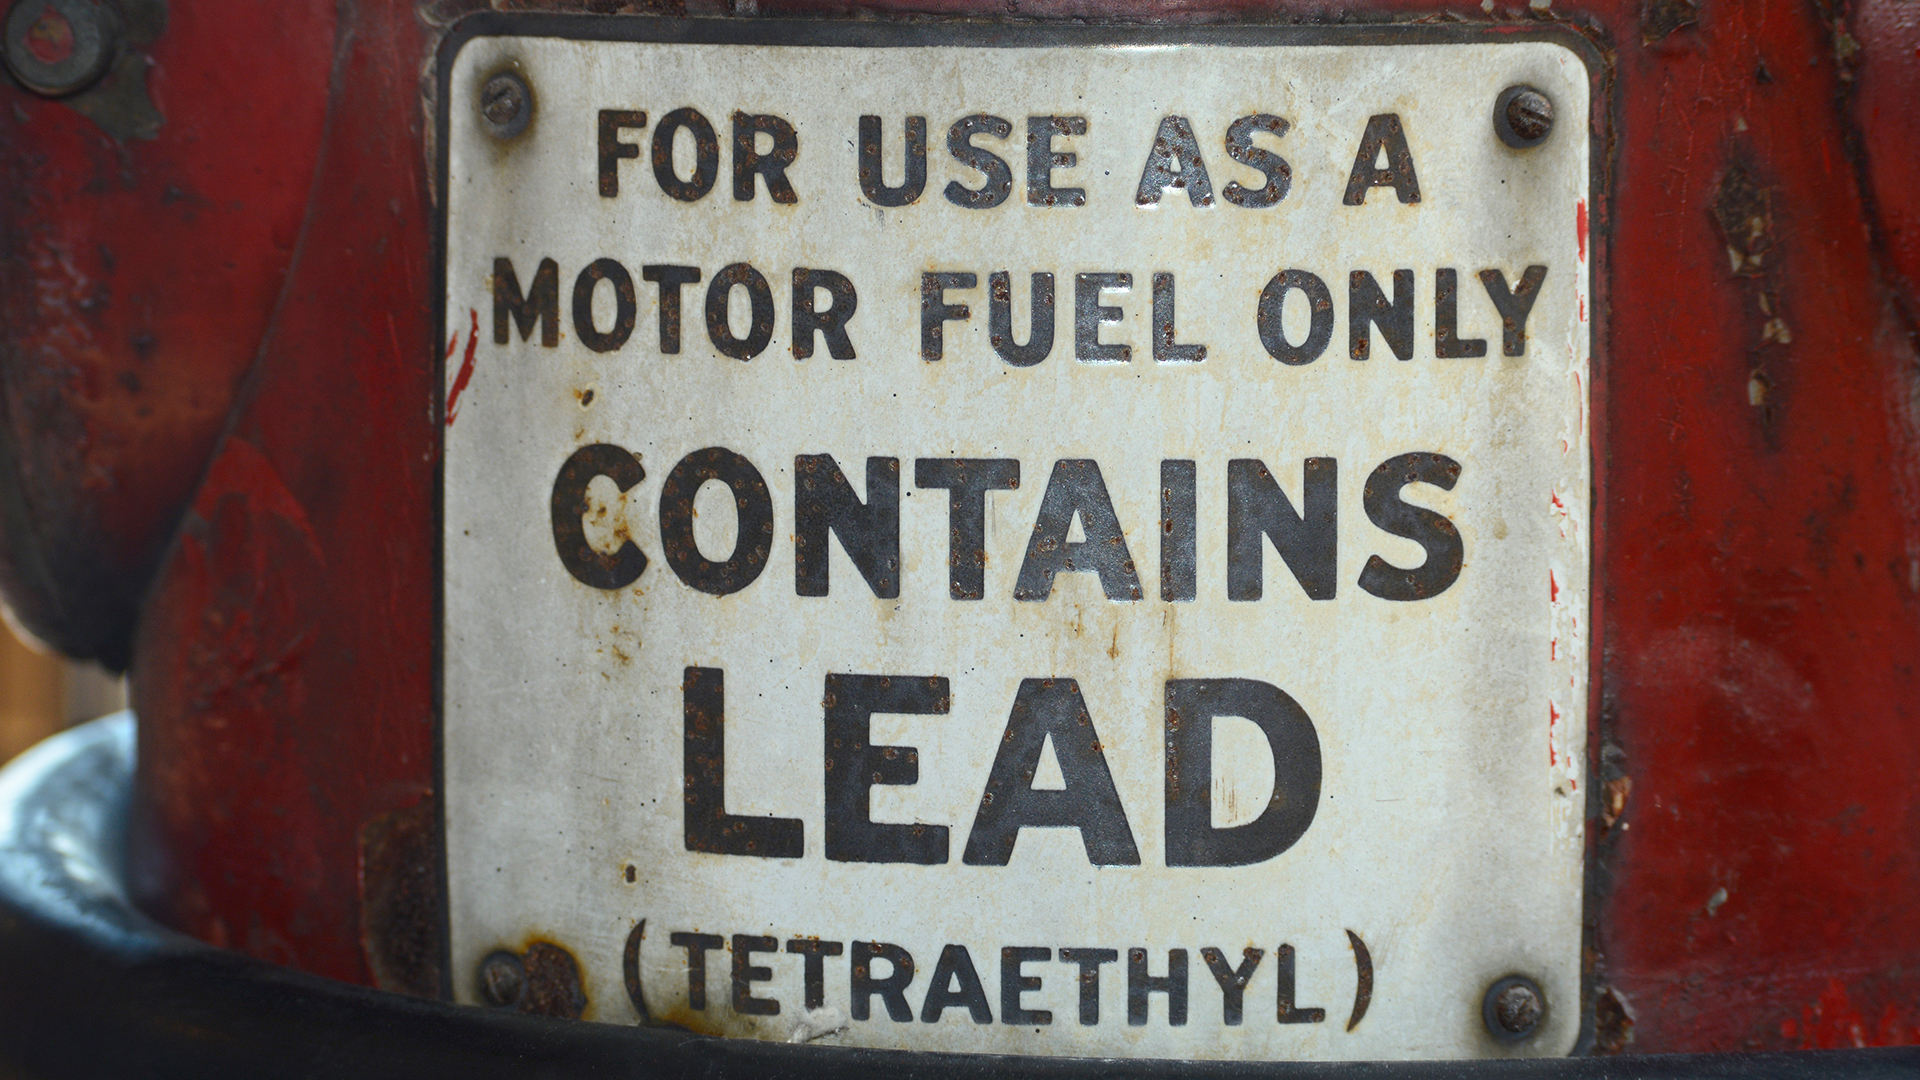 FOR USE AS A
MOTOR FUEL ONLY
CONTAINS
LEAD
(TETRAETHYL)